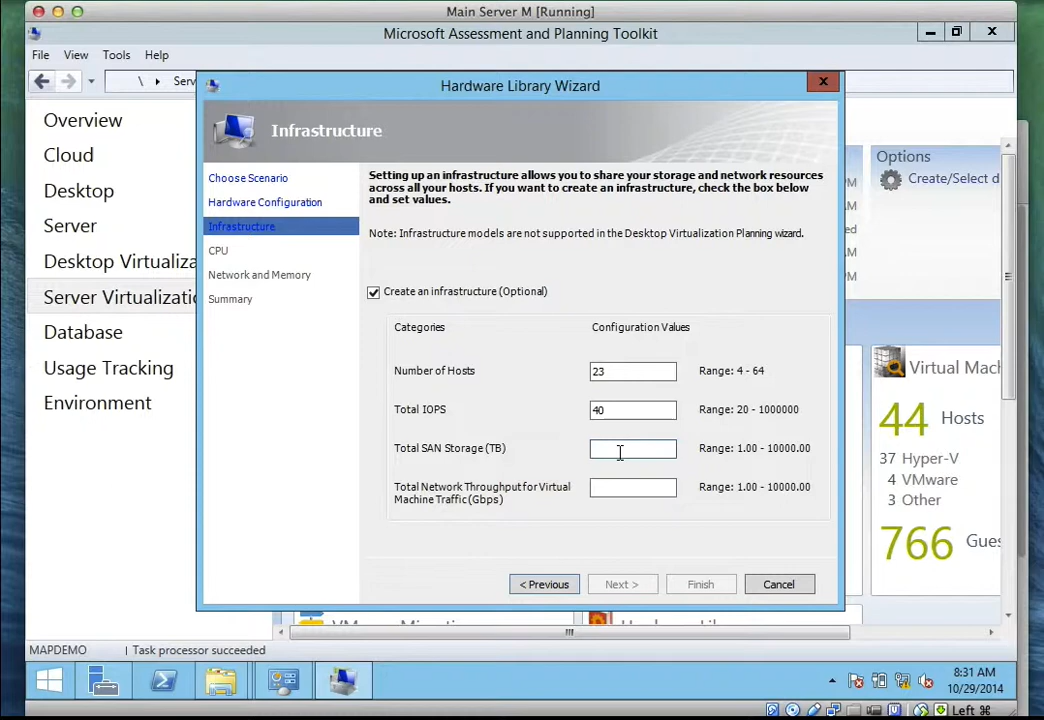 Main Server M [Running]
Microsoft Assessment and Planning Toolkit
File View Tools Help
\ Serv
Hardware Library Wizard
Overview
Cloud
Desktop
Server
Desktop Virtualiza
Server Virtualizatio
Database
Usage Tracking
Environment
Infrastructure
Choose Scenario
Hardware Configuration
Infrastructure
CPU
Network and Memory
Summary
Setting up an infrastructure allows you to share your storage and network resources
across all your hosts. If you want to create an infrastructure, check the box below
and set values.
Note: Infrastructure models are not supported in the Desktop Virtualization Planning wizard.
Create an infrastructure (Optional)
Categories Configuration Values
Number of Hosts 23 Range: 4 - 64
Total IOPS 40 Range: 20 - 1000000
Total SAN Storage (TB) Range: 1.00 - 10000.00
Total Network Throughput for Virtual
Machine Traffic (Gbps) Range: 1.00 - 10000.00
< Previous Next > Finish Cancel
Options
PM Create/Select d
AM
ed
AM
PM
Virtual Mach
44 Hosts
37 Hyper-V
4 VMware
3 Other
766 Gues
MAPDEMO Task processor succeeded
8:31 AM
10/29/2014
Left ⌘